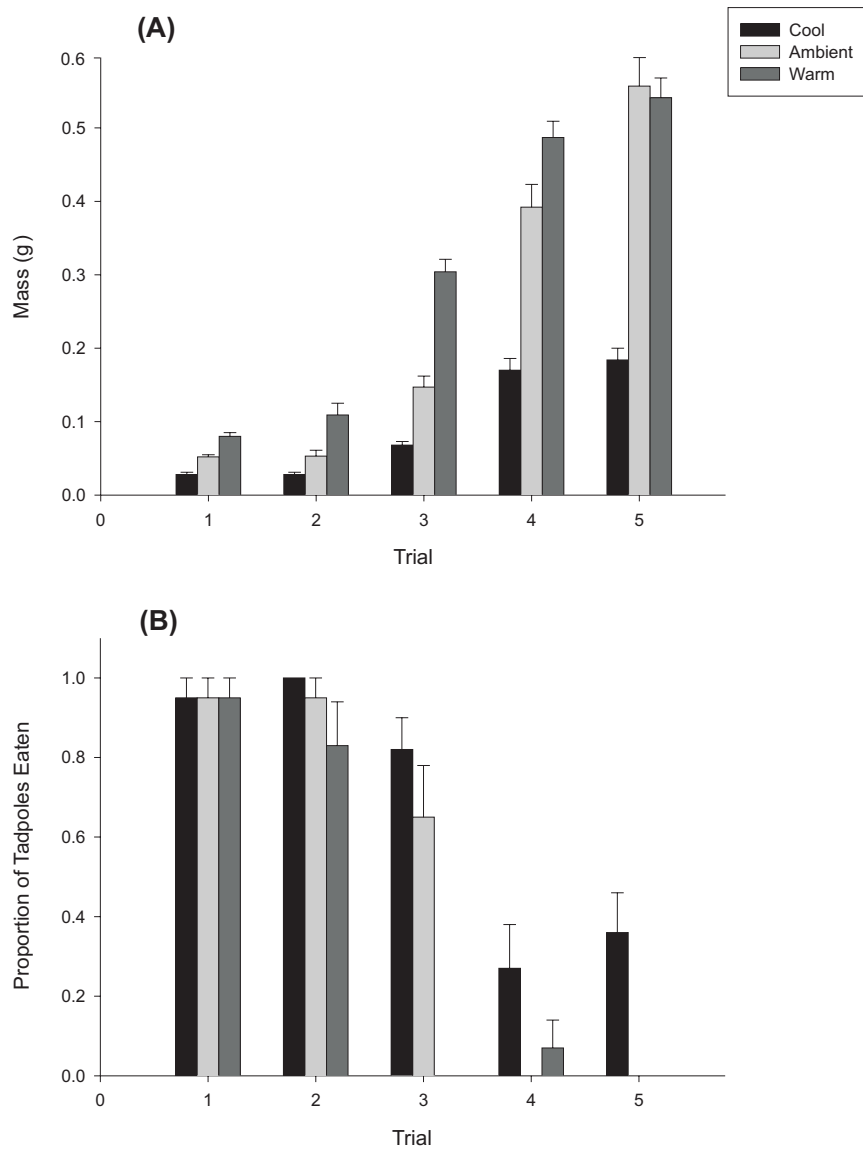 (A)
Cool
Ambient
Warm
0.6
0.5
0.4
0.3
0.2
0.1
0.0
Mass (g)
0 1 2 3 4 5
Trial
(B)
1.0
0.8
0.6
0.4
0.2
0.0
Proportion of Tadpoles Eaten
0 1 2 3 4 5
Trial